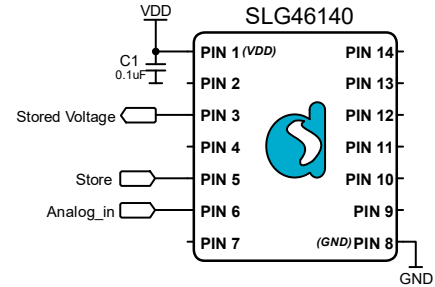 VDD
SLG46140
PIN 1 (VDD)
PIN 14
C1
0.1uF
PIN 2
PIN 13
Stored Voltage
PIN 3
PIN 12
PIN 4
PIN 11
Store
PIN 5
PIN 10
Analog_in
PIN 6
PIN 9
PIN 7
(GND) PIN 8
GND